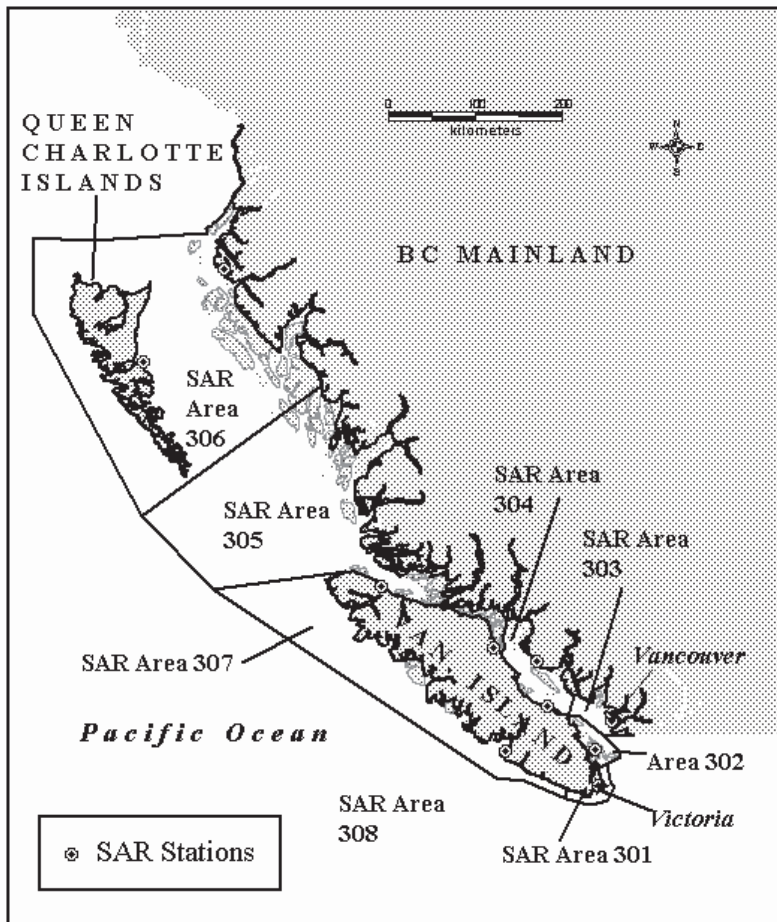 0 100 200
kilometers
N
W E
S
QUEEN
CHARLOTTE
ISLANDS
BC MAINLAND
SAR
Area
306
SAR Area
304
SAR Area
305
SAR Area
303
VAN. ISLAND
Vancouver
SAR Area 307
Pacific Ocean
Area 302
SAR Area
308
Victoria
SAR Area 301
SAR Stations